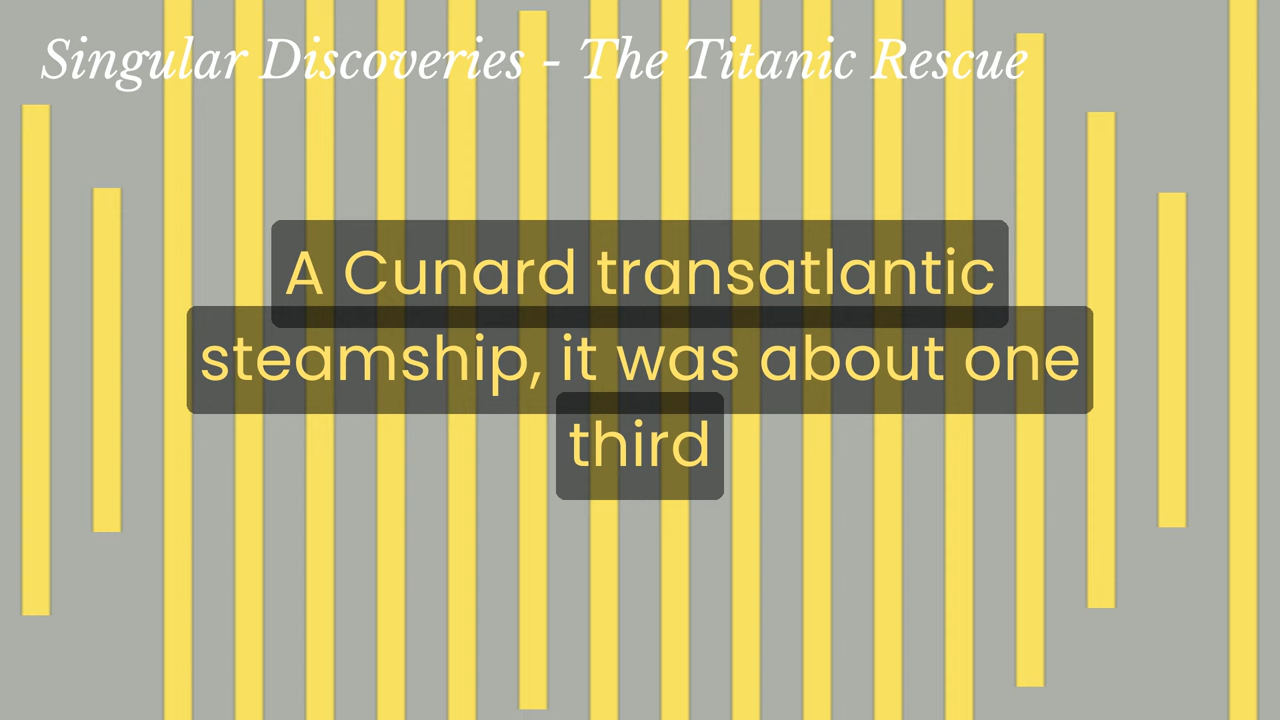 Singular Discoveries - The Titanic Rescue
A Cunard transatlantic
steamship, it was about one
third